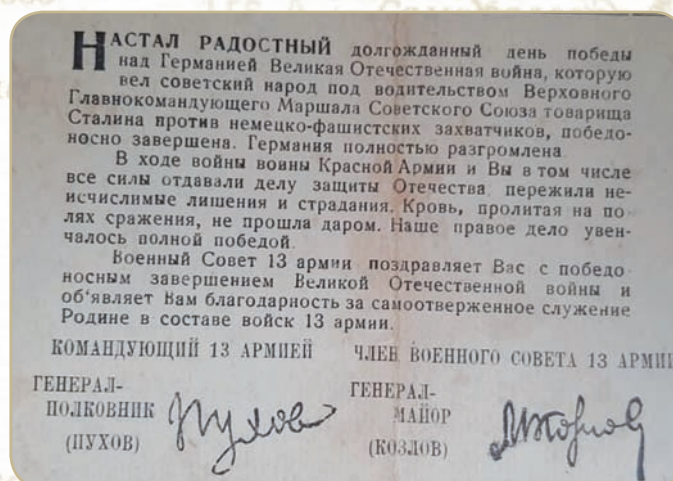 НАСТАЛ РАДОСТНЫЙ долгожданный день победы
над Германией Великая Отечественная война, которую
вел советский народ под водительством Верховного
Главнокомандующего Маршала Советского Союза товарища
Сталина против немецко-фашистских захватчиков, победо-
носно завершена. Германия полностью разгромлена
В ходе войны воины Красной Армии и Вы в том числе
все силы отдавали делу защиты Отечества, пережили не-
исчислимые лишения и страдания. Кровь, пролитая на по-
лях сражения, не прошла даром. Наше правое дело увен-
чалось полной победой.
Военный Совет 13 армии поздравляет Вас с победо-
носным завершением Великой Отечественной войны и
об'являет Вам благодарность за самоотверженное служение
Родине в составе войск 13 армии.
КОМАНДУЮЩИЙ 13 АРМИЕЙ ЧЛЕН ВОЕННОГО СОВЕТА 13 АРМИИ
ГЕНЕРАЛ- ГЕНЕРАЛ-
ПОЛКОВНИК Пухов МАЙОР
(ПУХОВ) (КОЗЛОВ)